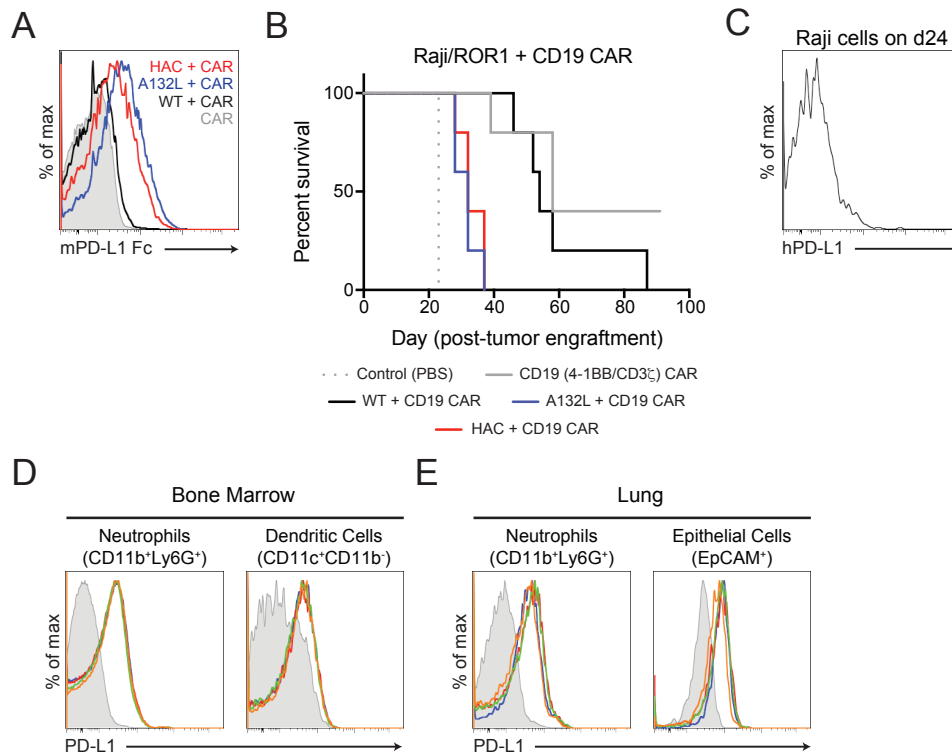 A
HAC + CAR
A132L + CAR
WT + CAR
CAR
% of max
mPD-L1 Fc
B
Raji/ROR1 + CD19 CAR
Percent survival
100
50
0
0 20 40 60 80 100
Day (post-tumor engraftment)
Control (PBS) CD19 (4-1BB/CD3ζ) CAR
WT + CD19 CAR A132L + CD19 CAR
HAC + CD19 CAR
C
Raji cells on d24
% of max
hPD-L1
D
Bone Marrow
Neutrophils
(CD11b⁺Ly6G⁺)
Dendritic Cells
(CD11c⁺CD11b⁻)
% of max
PD-L1
E
Lung
Neutrophils
(CD11b⁺Ly6G⁺)
Epithelial Cells
(EpCAM⁺)
% of max
PD-L1